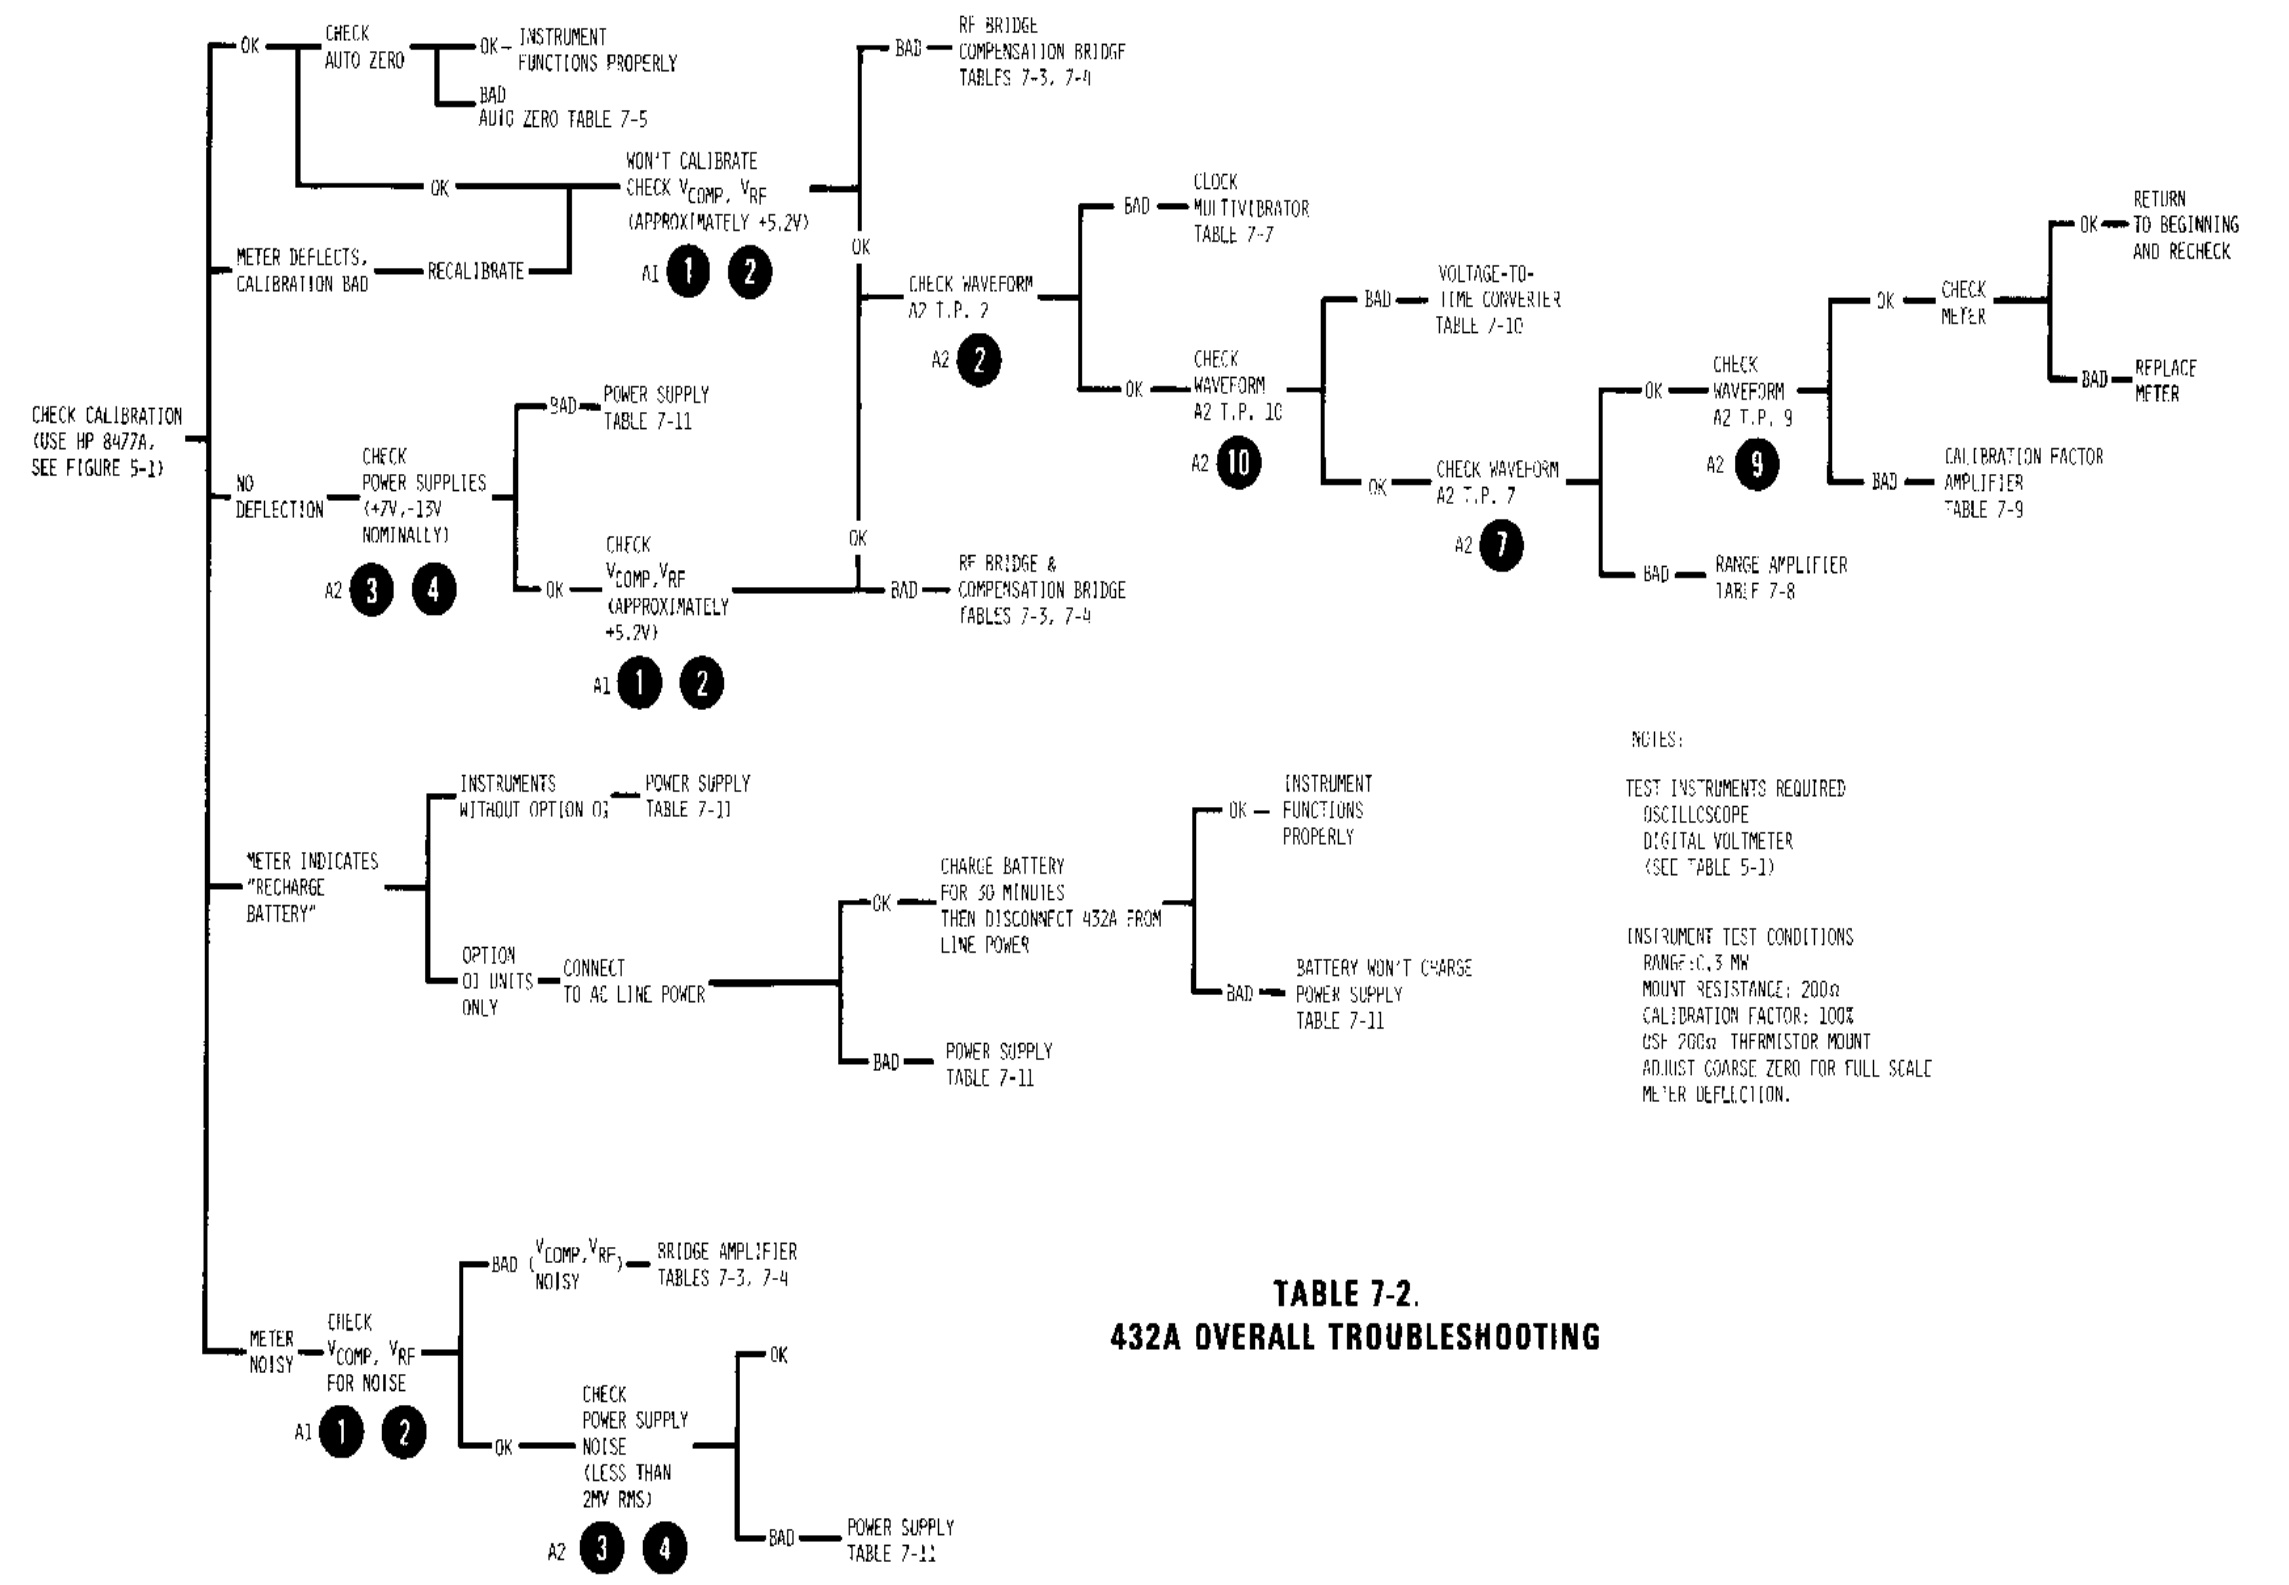 OK
CHECK
AUTO ZERO
OK
INSTRUMENT
FUNCTIONS PROPERLY
BAD
AUTO ZERO TABLE 7-5
OK
WON'T CALIBRATE
CHECK VCOMP, VRF
(APPROXIMATELY +5.2V)
A1 1 2
METER DEFLECTS,
CALIBRATION BAD
RECALIBRATE
BAD
RF BRIDGE
COMPENSATION BRIDGE
TABLES 7-3, 7-4
OK
CHECK WAVEFORM
A2 T.P. 2
A2 2
BAD
CLOCK
MULTIVIBRATOR
TABLE 7-7
OK
CHECK
WAVEFORM
A2 T.P. 10
A2 10
BAD
VOLTAGE-TO-
TIME CONVERTER
TABLE 7-10
OK
CHECK WAVEFORM
A2 T.P. 7
A2 7
OK
CHECK
WAVEFORM
A2 T.P. 9
A2 9
BAD
RANGE AMPLIFIER
TABLE 7-8
OK
CHECK
METER
OK
RETURN
TO BEGINNING
AND RECHECK
BAD
REPLACE
METER
BAD
CALIBRATION FACTOR
AMPLIFIER
TABLE 7-9
CHECK CALIBRATION
(USE HP 8477A,
SEE FIGURE 5-1)
NO
DEFLECTION
CHECK
POWER SUPPLIES
(+7V,-13V
NOMINALLY)
A2 3 4
BAD
POWER SUPPLY
TABLE 7-11
OK
CHECK
VCOMP,VRF
(APPROXIMATELY
+5.2V)
A1 1 2
OK
BAD
RF BRIDGE &
COMPENSATION BRIDGE
TABLES 7-3, 7-4
METER INDICATES
"RECHARGE
BATTERY"
INSTRUMENTS
WITHOUT OPTION 01
POWER SUPPLY
TABLE 7-11
OPTION
01 UNITS
ONLY
CONNECT
TO AC LINE POWER
OK
CHARGE BATTERY
FOR 30 MINUTES
THEN DISCONNECT 432A FROM
LINE POWER
OK
INSTRUMENT
FUNCTIONS
PROPERLY
BAD
BATTERY WON'T CHARGE
POWER SUPPLY
TABLE 7-11
BAD
POWER SUPPLY
TABLE 7-11
NOTES:
TEST INSTRUMENTS REQUIRED
OSCILLOSCOPE
DIGITAL VOLTMETER
(SEE TABLE 5-1)
INSTRUMENT TEST CONDITIONS
RANGE:0.3 MW
MOUNT RESISTANCE: 200Ω
CALIBRATION FACTOR: 100%
USE 200Ω THERMISTOR MOUNT
ADJUST COARSE ZERO FOR FULL SCALE
METER DEFLECTION.
METER
NOISY
CHECK
VCOMP, VRF
FOR NOISE
A1 1 2
BAD (VCOMP,VRF)
NOISY
BRIDGE AMPLIFIER
TABLES 7-3, 7-4
OK
CHECK
POWER SUPPLY
NOISE
(LESS THAN
2MV RMS)
A2 3 4
OK
BAD
POWER SUPPLY
TABLE 7-11
TABLE 7-2.
432A OVERALL TROUBLESHOOTING